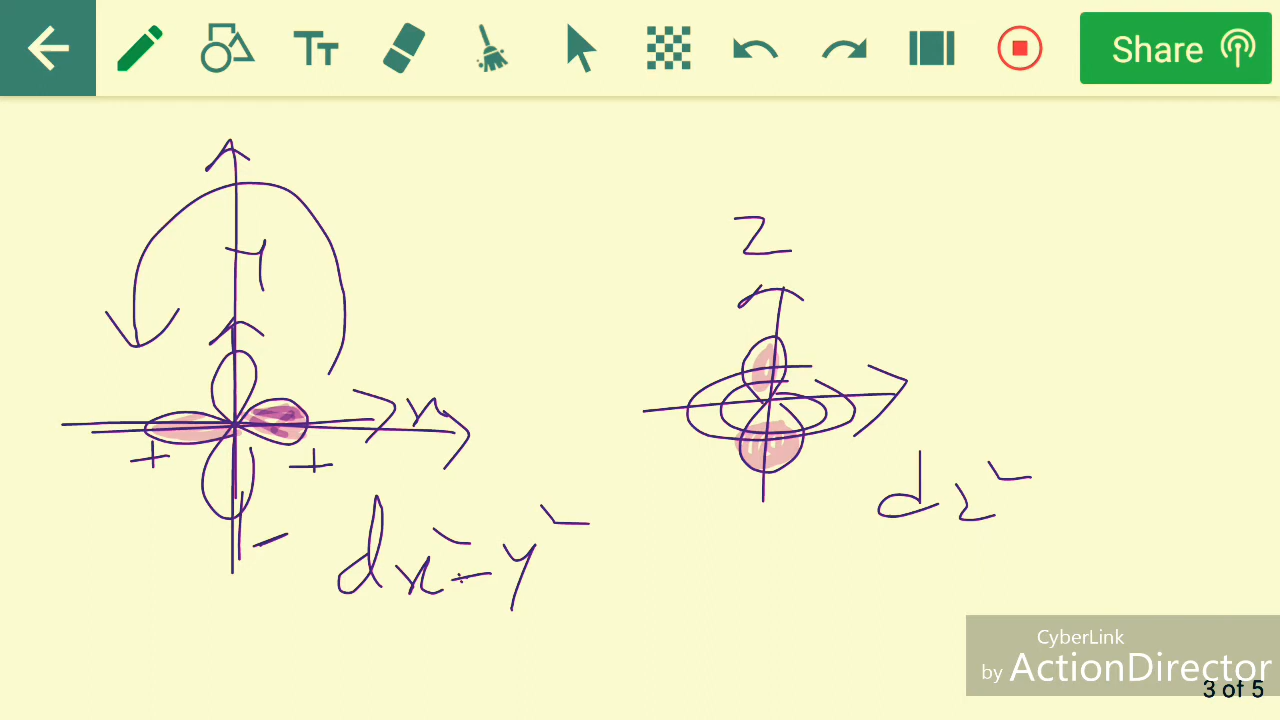 Share
y
z
x
+ +
-
dx²-y²
dz²
CyberLink
by ActionDirector
3 of 5